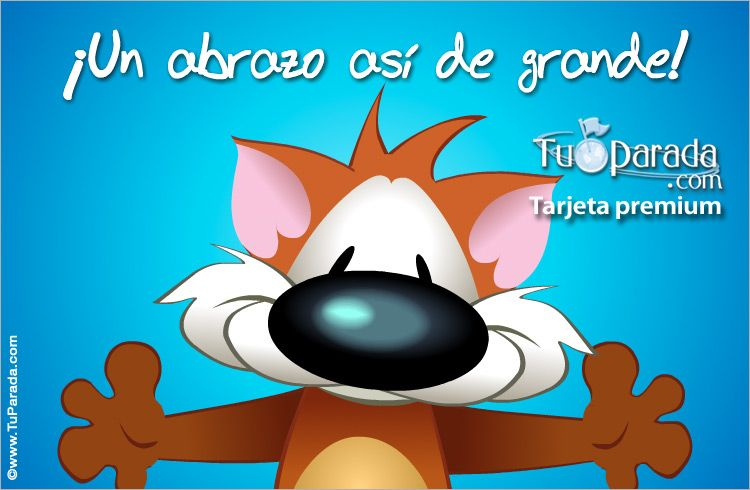 ¡Un abrazo así de grande!
TuParada
.com
Tarjeta premium
©www.TuParada.com